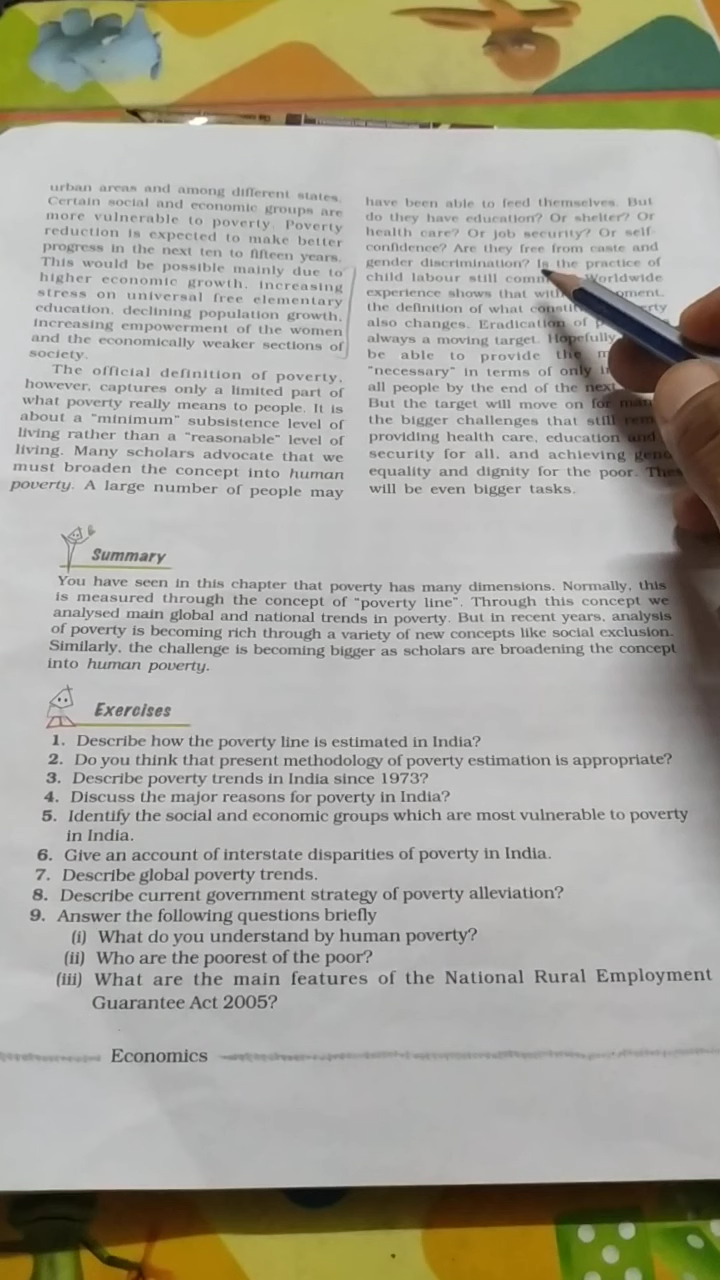 urban areas and among different states.
Certain social and economic groups are
more vulnerable to poverty. Poverty
reduction is expected to make better
progress in the next ten to fifteen years.
This would be possible mainly due to
higher economic growth, increasing
stress on universal free elementary
education, declining population growth,
increasing empowerment of the women
and the economically weaker sections of
society.
The official definition of poverty,
however, captures only a limited part of
what poverty really means to people. It is
about a "minimum" subsistence level of
living rather than a "reasonable" level of
living. Many scholars advocate that we
must broaden the concept into human
poverty. A large number of people may
have been able to feed themselves. But
do they have education? Or shelter? Or
health care? Or job security? Or self-
confidence? Are they free from caste and
gender discrimination? Is the practice of
child labour still Worldwide
experience shows that
the definition of what
also changes. Eradication of
always a moving target. Hopefully
be able to provide the
"necessary" in terms of only
all people by the end of the next
But the target will move on for
the bigger challenges that still
providing health care, education and
security for all, and achieving
equality and dignity for the poor.
will be even bigger tasks.
Summary
You have seen in this chapter that poverty has many dimensions. Normally, this
is measured through the concept of "poverty line". Through this concept we
analysed main global and national trends in poverty. But in recent years, analysis
of poverty is becoming rich through a variety of new concepts like social exclusion.
Similarly, the challenge is becoming bigger as scholars are broadening the concept
into human poverty.
Exercises
1. Describe how the poverty line is estimated in India?
2. Do you think that present methodology of poverty estimation is appropriate?
3. Describe poverty trends in India since 1973?
4. Discuss the major reasons for poverty in India?
5. Identify the social and economic groups which are most vulnerable to poverty
in India.
6. Give an account of interstate disparities of poverty in India.
7. Describe global poverty trends.
8. Describe current government strategy of poverty alleviation?
9. Answer the following questions briefly
(i) What do you understand by human poverty?
(ii) Who are the poorest of the poor?
(iii) What are the main features of the National Rural Employment
Guarantee Act 2005?
Economics